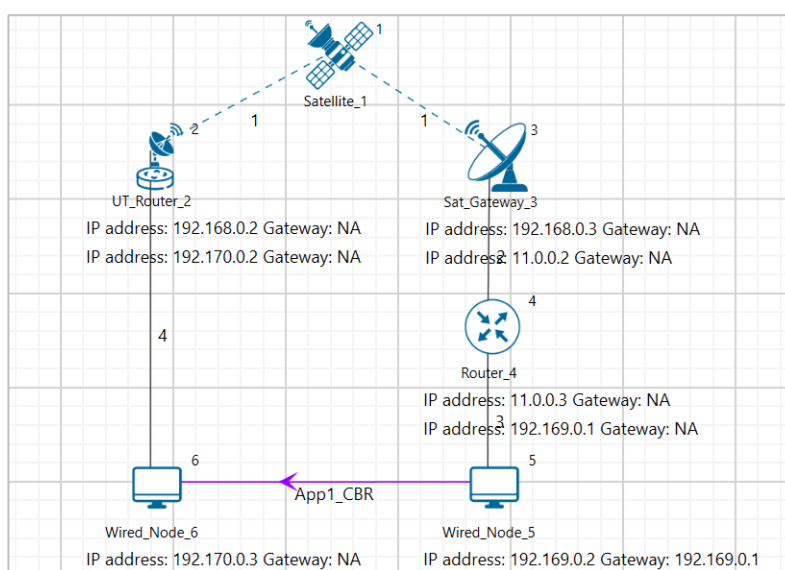 1
Satellite_1
1
1
2
3
UT_Router_2
Sat_Gateway_3
IP address: 192.168.0.2 Gateway: NA
IP address: 192.168.0.3 Gateway: NA
IP address: 192.170.0.2 Gateway: NA
IP address: 11.0.0.2 Gateway: NA
2
4
4
Router_4
IP address: 11.0.0.3 Gateway: NA
IP address: 192.169.0.1 Gateway: NA
3
6
5
App1_CBR
Wired_Node_6
Wired_Node_5
IP address: 192.170.0.3 Gateway: NA
IP address: 192.169.0.2 Gateway: 192.169.0.1